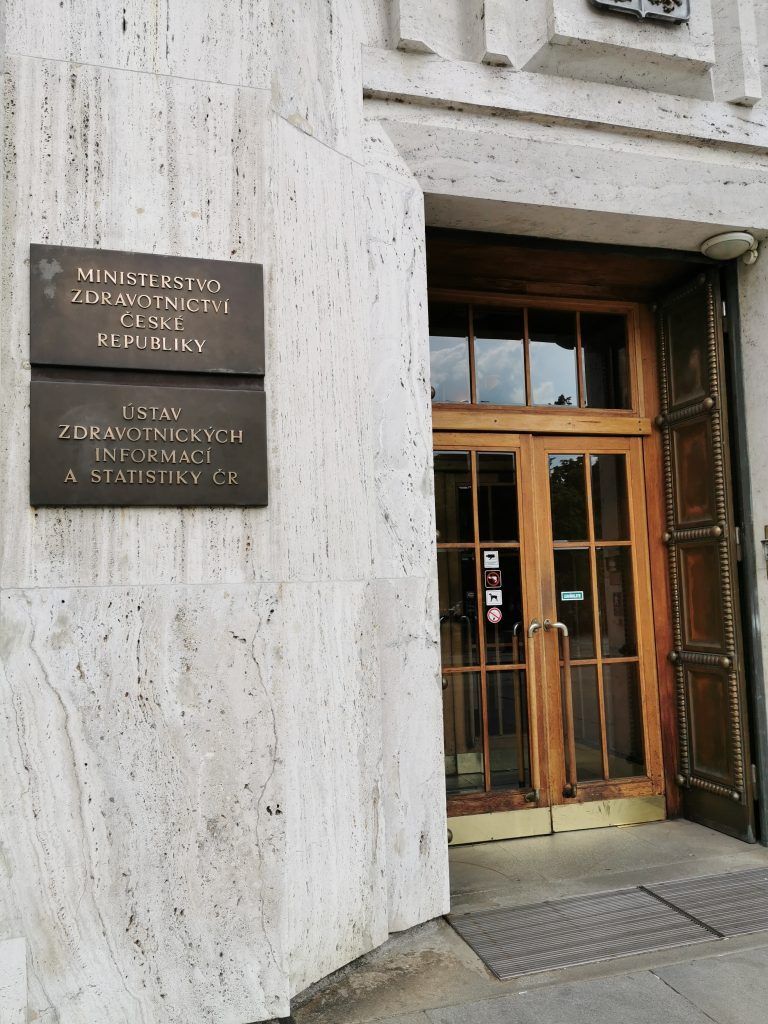 MINISTERSTVO
ZDRAVOTNICTVÍ
ČESKÉ
REPUBLIKY
ÚSTAV
ZDRAVOTNICKÝCH
INFORMACÍ
A STATISTIKY ČR